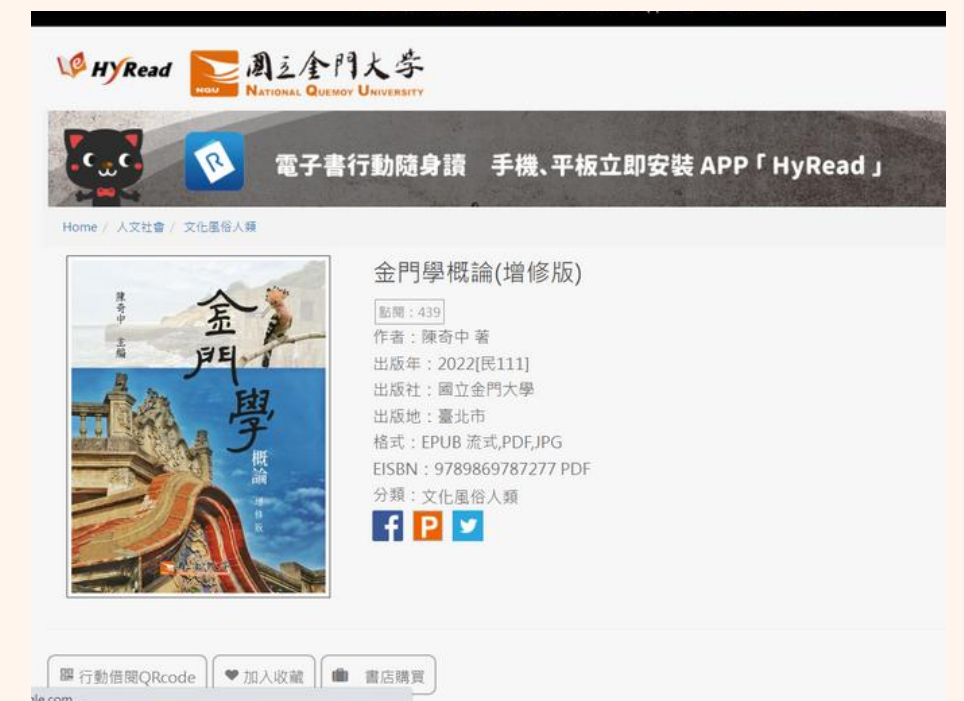 HyRead
NQU
國立金門大學
NATIONAL QUEMOY UNIVERSITY
電子書行動隨身讀 手機、平板立即安裝 APP「HyRead」
Home / 人文社會 / 文化風俗人類
陳奇中 主編
金門學
概論
增修版
金門學概論(增修版)
點閱：439
作者：陳奇中 著
出版年：2022[民111]
出版社：國立金門大學
出版地：臺北市
格式：EPUB 流式,PDF,JPG
EISBN：9789869787277 PDF
分類：文化風俗人類
行動借閱QRcode
加入收藏
書店購買